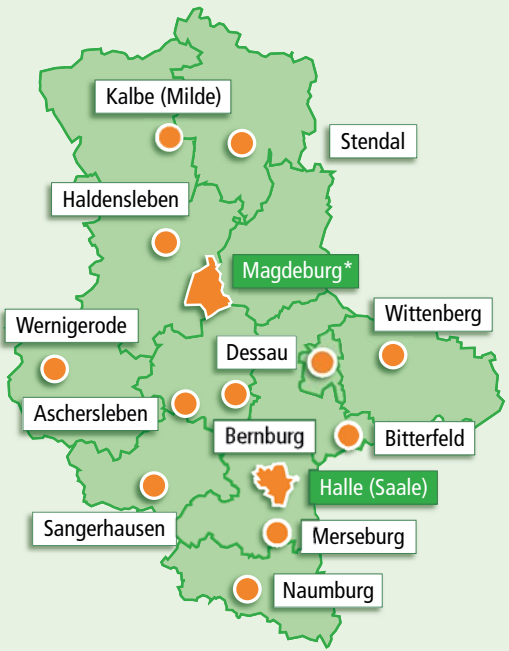 Kalbe (Milde)
Stendal
Haldensleben
Magdeburg*
Wernigerode
Wittenberg
Dessau
Aschersleben
Bernburg
Bitterfeld
Halle (Saale)
Sangerhausen
Merseburg
Naumburg